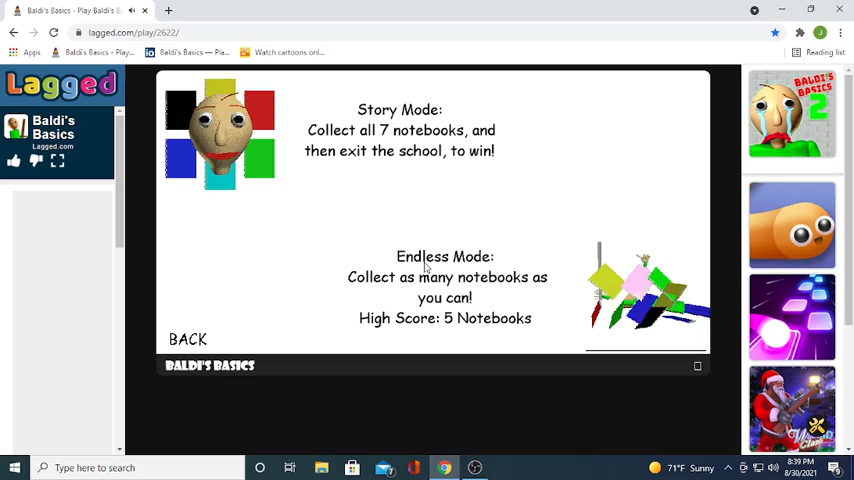 Baldi's Basics - Play Baldi's B
lagged.com/play/2622/
Reading list
Apps
Baldi's Basics - Play...
Baldi's Basics — Pla...
Watch cartoons onl...
Lagged
Baldi's
Basics
Lagged.com
Story Mode:
Collect all 7 notebooks, and
then exit the school, to win!
Endless Mode:
Collect as many notebooks as
you can!
High Score: 5 Notebooks
BACK
BALDI'S BASICS
BALDI'S
BASICS
2
Type here to search
71°F Sunny
8:39 PM
8/30/2021